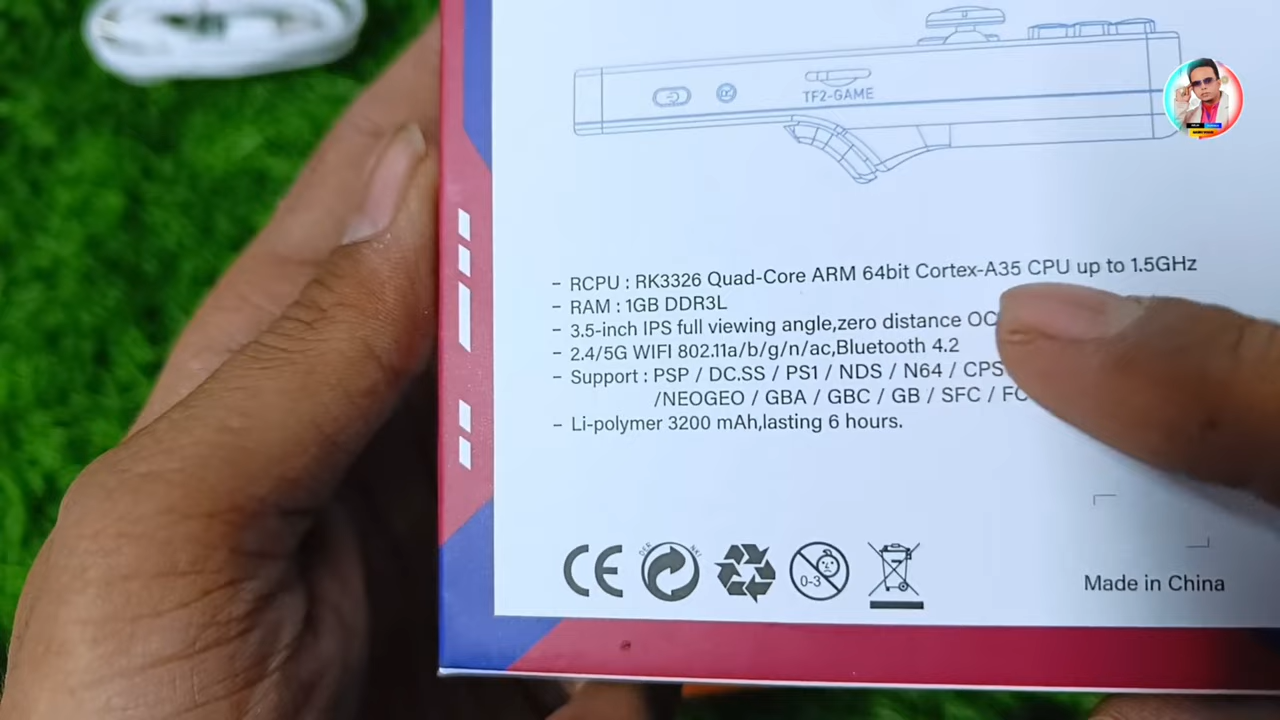 TF2-GAME
– RCPU : RK3326 Quad-Core ARM 64bit Cortex-A35 CPU up to 1.5GHz
– RAM : 1GB DDR3L
– 3.5-inch IPS full viewing angle,zero distance OC
– 2.4/5G WIFI 802.11a/b/g/n/ac,Bluetooth 4.2
– Support : PSP / DC.SS / PS1 / NDS / N64 / CPS
/NEOGEO / GBA / GBC / GB / SFC / FC
– Li-polymer 3200 mAh,lasting 6 hours.
CE
0-3
Made in China